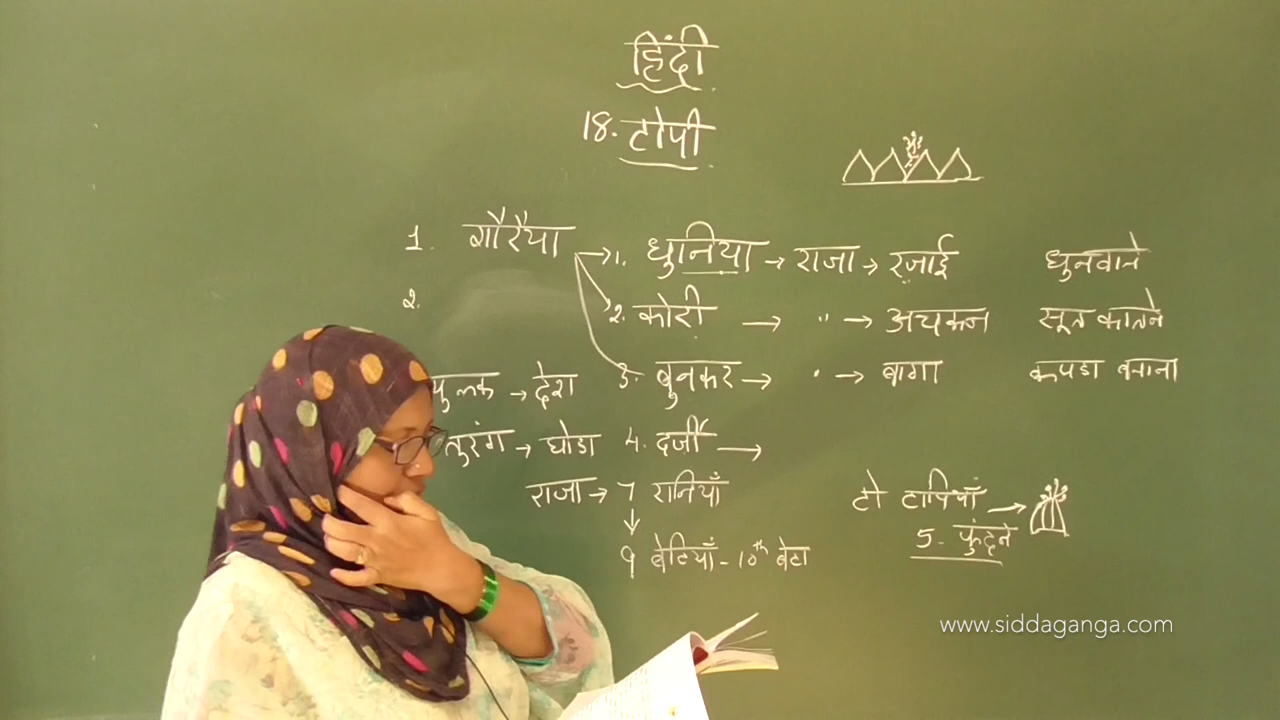 हिंदी
18. टोपी
1. गौरैया → 1. धुनिया → राजा → रजाई धुनवाने
2. 2. कोरी → " → अचकन सूत कातने
3. बुनकर → " → बागा कपडा बनाना
मुलक → देश
तुरंग → घोडा 4. दर्जी →
राजा → 7 रानियाँ टो टापियाँ →
↓ 5. फुंदने
9 बेटियाँ - 10th बेटा
www.siddaganga.com